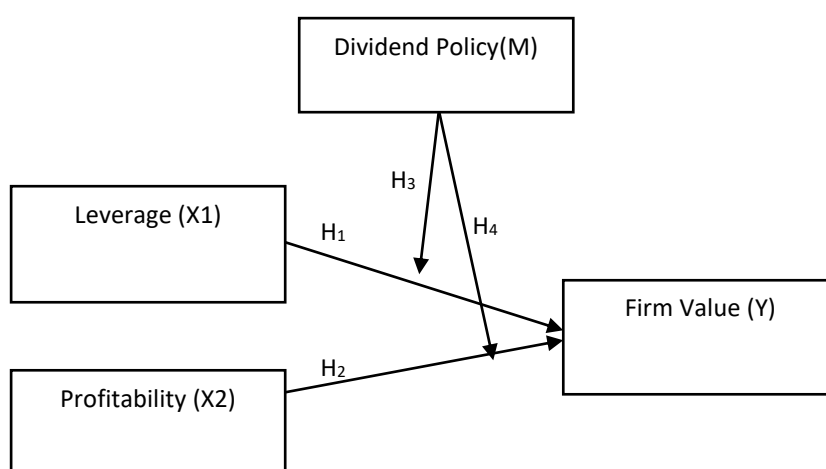 Dividend Policy(M)
H3
Leverage (X1)
H1
H4
Firm Value (Y)
H2
Profitability (X2)